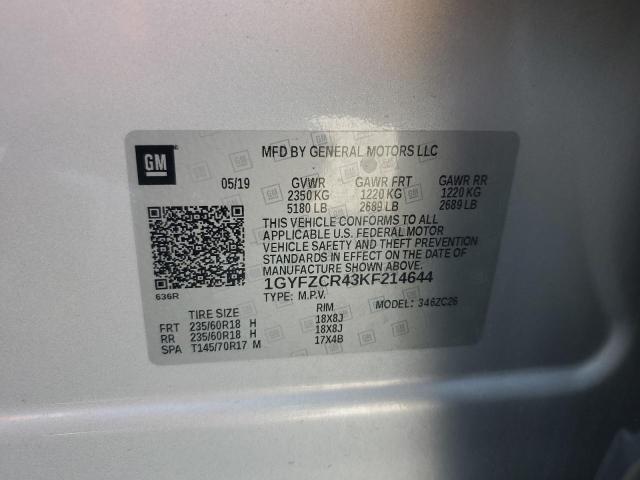 GM
MFD BY GENERAL MOTORS LLC
05/19 GVWR GAWR FRT GAWR RR
2350 KG 1220 KG 1220 KG
5180 LB 2689 LB 2689 LB
THIS VEHICLE CONFORMS TO ALL
APPLICABLE U.S. FEDERAL MOTOR
VEHICLE SAFETY AND THEFT PREVENTION
STANDARDS IN EFFECT ON THE DATE OF
MANUFACTURE SHOWN ABOVE.
1GYFZCR43KF214644
636R
TYPE: M.P.V. MODEL: 346ZC26
TIRE SIZE RIM
FRT 235/60R18 H 18X8J
RR 235/60R18 H 18X8J
SPA T145/70R17 M 17X4B